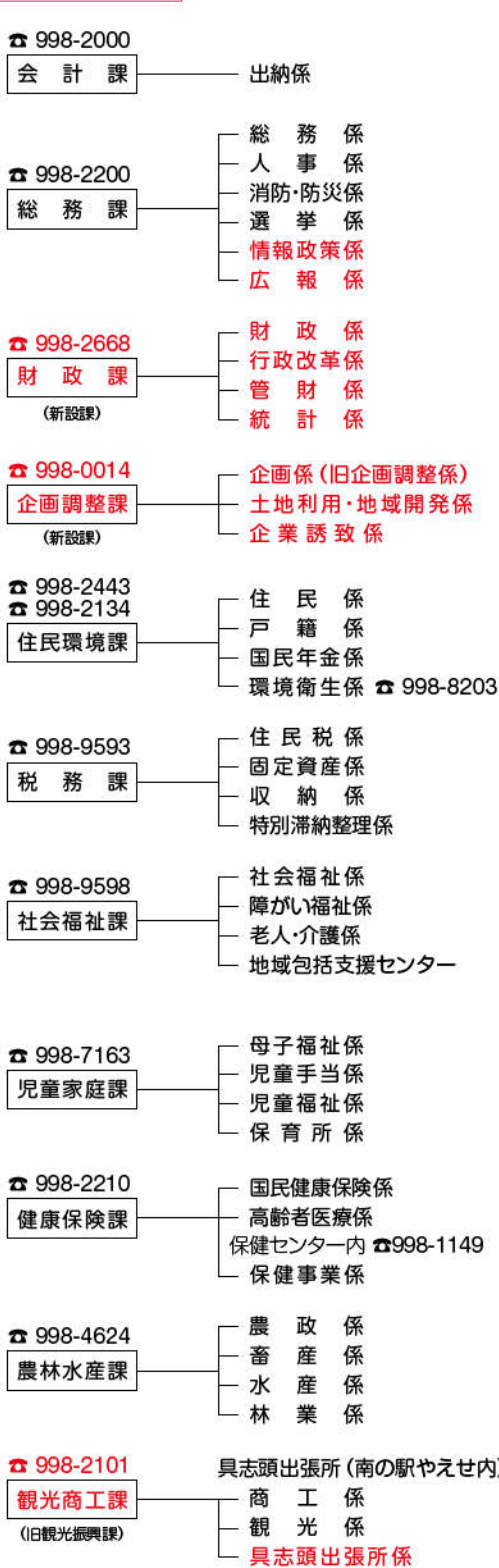 ☎ 998-2000
会計課
出納係
☎ 998-2200
総務課
総務係
人事係
消防・防災係
選挙係
情報政策係
広報係
☎ 998-2668
財政課
(新設課)
財政係
行政改革係
管財係
統計係
☎ 998-0014
企画調整課
(新設課)
企画係(旧企画調整係)
土地利用・地域開発係
企業誘致係
☎ 998-2443
☎ 998-2134
住民環境課
住民係
戸籍係
国民年金係
環境衛生係 ☎ 998-8203
☎ 998-9593
税務課
住民税係
固定資産係
収納係
特別滞納整理係
☎ 998-9598
社会福祉課
社会福祉係
障がい福祉係
老人・介護係
地域包括支援センター
☎ 998-7163
児童家庭課
母子福祉係
児童手当係
児童福祉係
保育所係
☎ 998-2210
健康保険課
国民健康保険係
高齢者医療係
保健センター内 ☎998-1149
保健事業係
☎ 998-4624
農林水産課
農政係
畜産係
水産係
林業係
☎ 998-2101
観光商工課
(旧観光振興課)
具志頭出張所(南の駅やえせ内)
商工係
観光係
具志頭出張所係